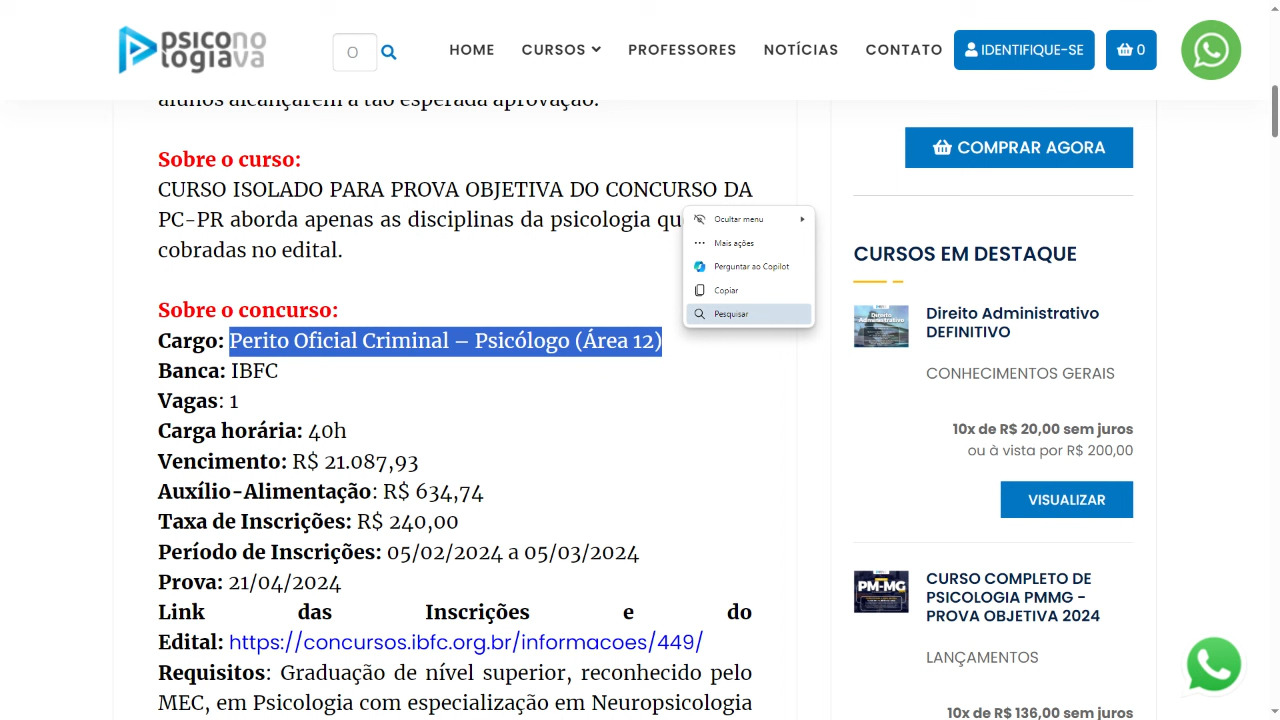 psicono
logiava
O
HOME
CURSOS
PROFESSORES
NOTÍCIAS
CONTATO
IDENTIFIQUE-SE
0
alunos alcançarem a tão esperada aprovação.
Sobre o curso:
CURSO ISOLADO PARA PROVA OBJETIVA DO CONCURSO DA
PC-PR aborda apenas as disciplinas da psicologia
cobradas no edital.
Sobre o concurso:
Cargo: Perito Oficial Criminal – Psicólogo (Área 12)
Banca: IBFC
Vagas: 1
Carga horária: 40h
Vencimento: R$ 21.087,93
Auxílio-Alimentação: R$ 634,74
Taxa de Inscrições: R$ 240,00
Período de Inscrições: 05/02/2024 a 05/03/2024
Prova: 21/04/2024
Link das Inscrições e do
Edital: https://concursos.ibfc.org.br/informacoes/449/
Requisitos: Graduação de nível superior, reconhecido pelo
MEC, em Psicologia com especialização em Neuropsicologia
Ocultar menu
Mais ações
Perguntar ao Copilot
Copiar
Pesquisar
COMPRAR AGORA
CURSOS EM DESTAQUE
Direito Administrativo
DEFINITIVO
CONHECIMENTOS GERAIS
10x de R$ 20,00 sem juros
ou à vista por R$ 200,00
VISUALIZAR
PM-MG
CURSO COMPLETO DE
PSICOLOGIA PMMG -
PROVA OBJETIVA 2024
LANÇAMENTOS
10x de R$ 136,00 sem juros